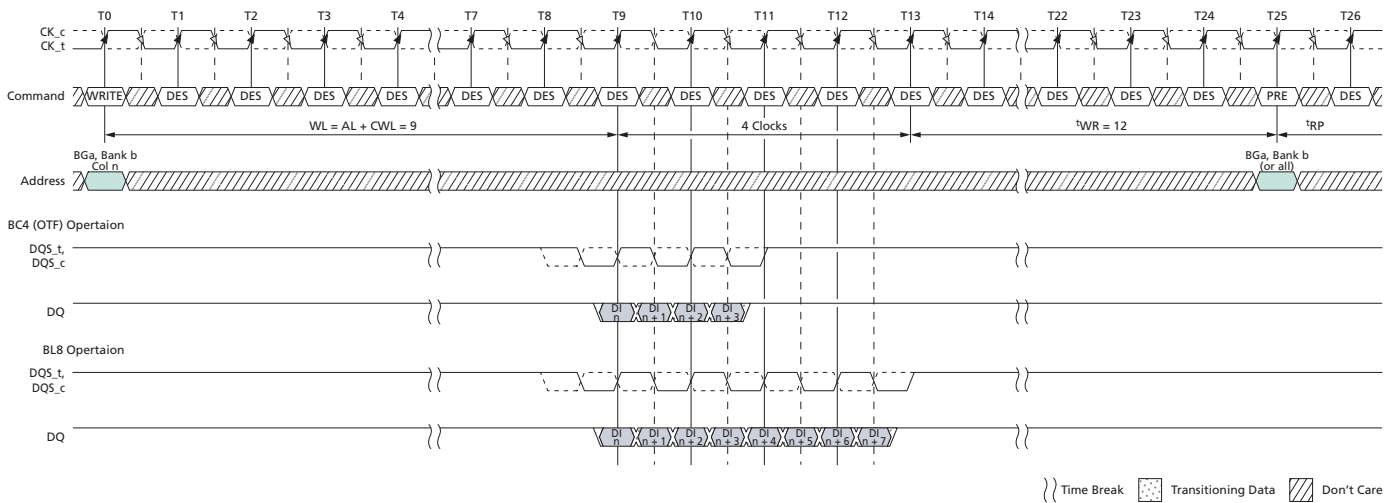 T0 T1 T2 T3 T4 T7 T8 T9 T10 T11 T12 T13 T14 T22 T23 T24 T25 T26
CK_c
CK_t
Command WRITE DES DES DES DES DES DES DES DES DES DES DES DES DES DES DES PRE DES
WL = AL + CWL = 9 4 Clocks tWR = 12 tRP
BGa, Bank b
Col n
BGa, Bank b
(or all)
Address
BC4 (OTF) Opertaion
DQS_t,
DQS_c
DQ
DI n DI n + 1 DI n + 2 DI n + 3
BL8 Opertaion
DQS_t,
DQS_c
DQ
DI n DI n + 1 DI n + 2 DI n + 3 DI n + 4 DI n + 5 DI n + 6 DI n + 7
Time Break Transitioning Data Don't Care